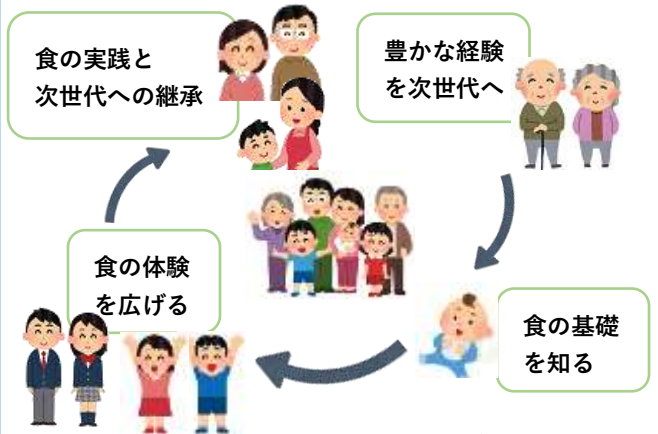 食の実践と
次世代への継承
豊かな経験
を次世代へ
食の体験
を広げる
食の基礎
を知る